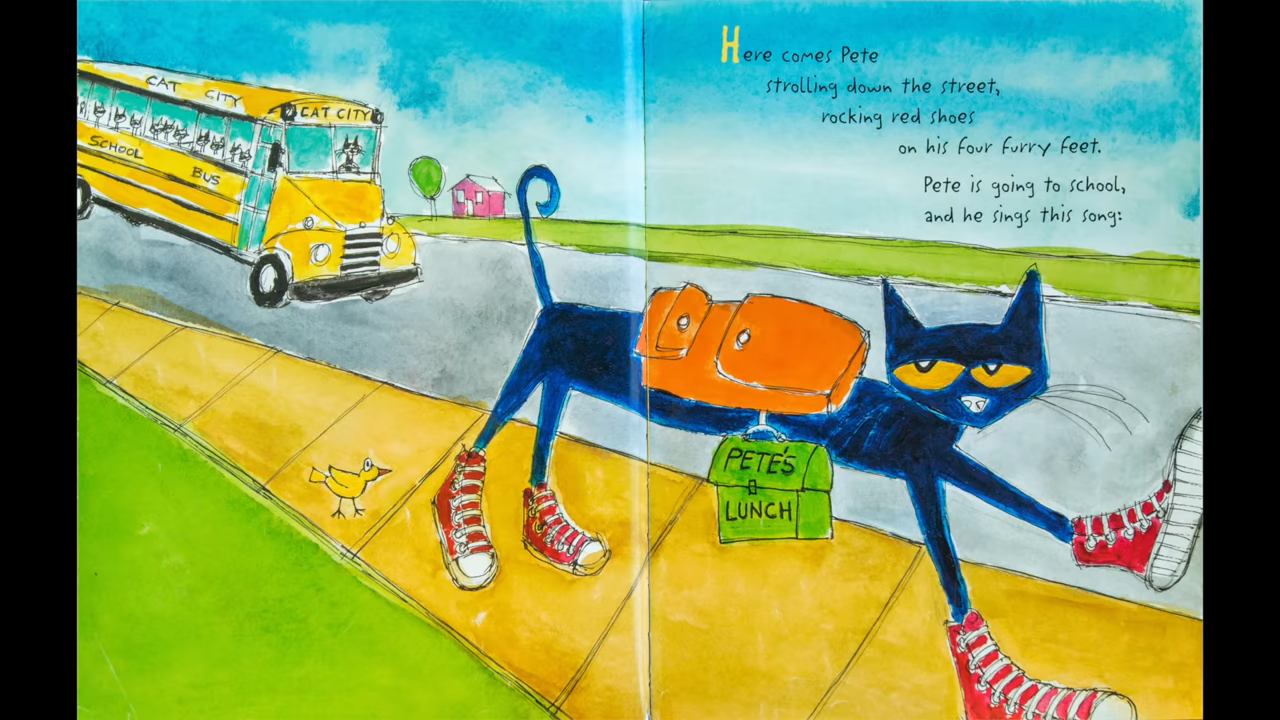 CAT CITY
CAT CITY
SCHOOL BUS
Here comes Pete
strolling down the street,
rocking red shoes
on his four furry feet.
Pete is going to school,
and he sings this song:
PETE'S
LUNCH